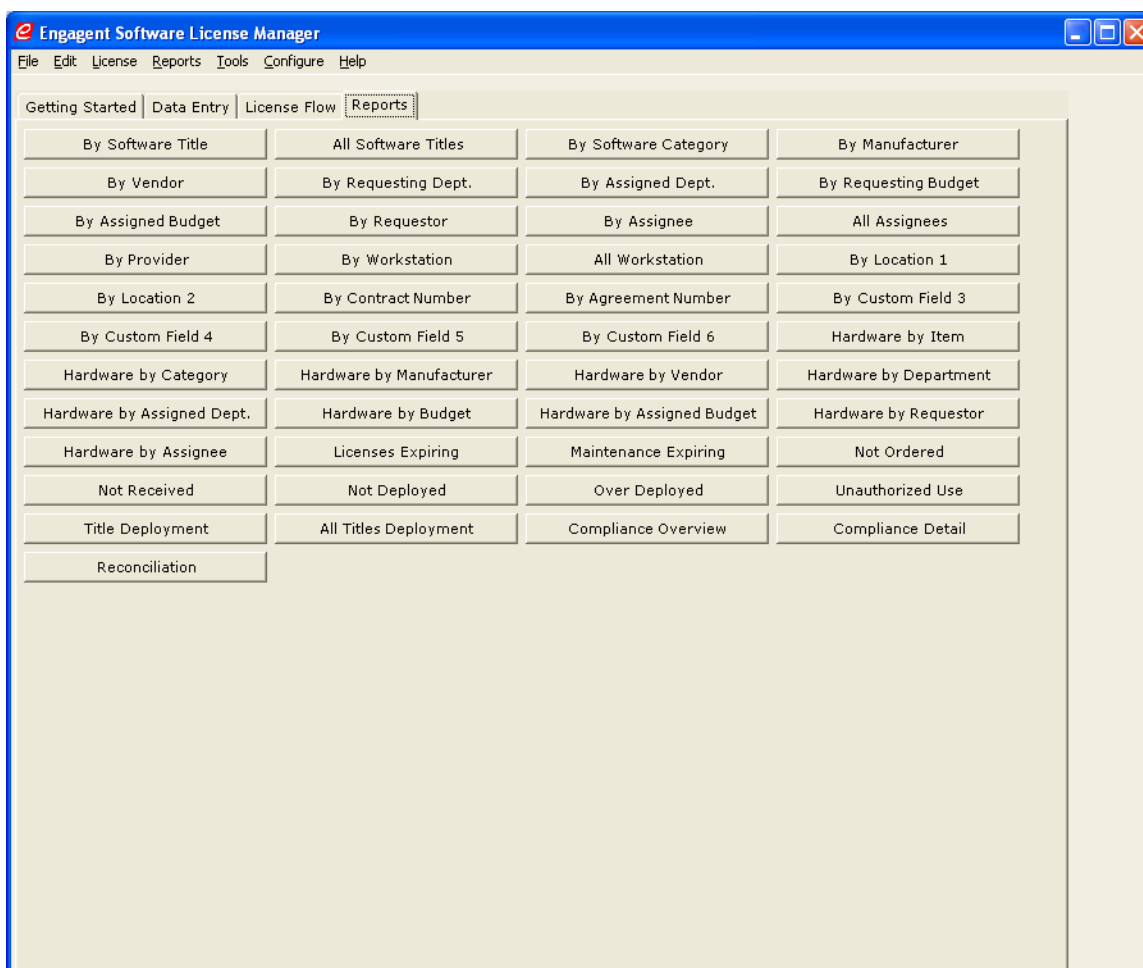 Engagent Software License Manager
File Edit License Reports Tools Configure Help
Getting Started Data Entry License Flow Reports
By Software Title All Software Titles By Software Category By Manufacturer
By Vendor By Requesting Dept. By Assigned Dept. By Requesting Budget
By Assigned Budget By Requestor By Assignee All Assignees
By Provider By Workstation All Workstation By Location 1
By Location 2 By Contract Number By Agreement Number By Custom Field 3
By Custom Field 4 By Custom Field 5 By Custom Field 6 Hardware by Item
Hardware by Category Hardware by Manufacturer Hardware by Vendor Hardware by Department
Hardware by Assigned Dept. Hardware by Budget Hardware by Assigned Budget Hardware by Requestor
Hardware by Assignee Licenses Expiring Maintenance Expiring Not Ordered
Not Received Not Deployed Over Deployed Unauthorized Use
Title Deployment All Titles Deployment Compliance Overview Compliance Detail
Reconciliation